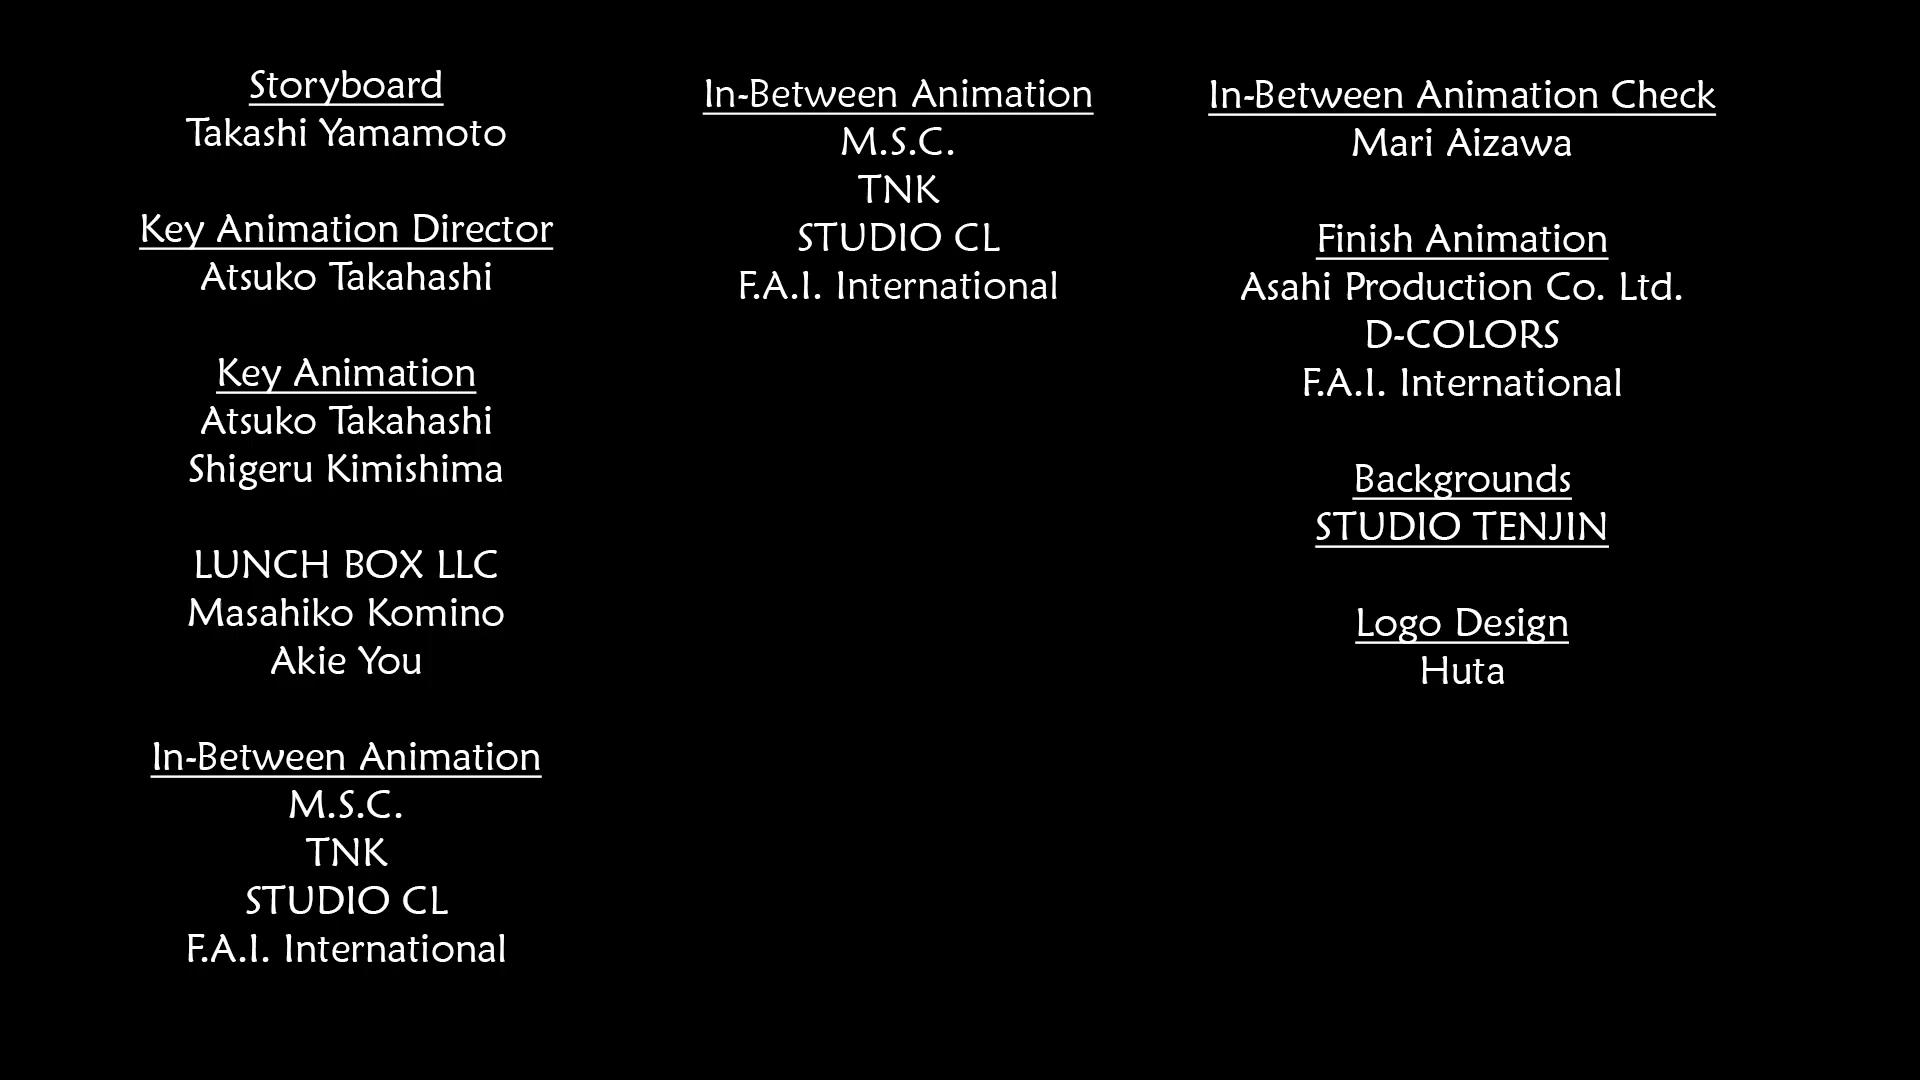 Storyboard
Takashi Yamamoto
Key Animation Director
Atsuko Takahashi
Key Animation
Atsuko Takahashi
Shigeru Kimishima
LUNCH BOX LLC
Masahiko Komino
Akie You
In-Between Animation
M.S.C.
TNK
STUDIO CL
F.A.I. International
In-Between Animation
M.S.C.
TNK
STUDIO CL
F.A.I. International
In-Between Animation Check
Mari Aizawa
Finish Animation
Asahi Production Co. Ltd.
D-COLORS
F.A.I. International
Backgrounds
STUDIO TENJIN
Logo Design
Huta